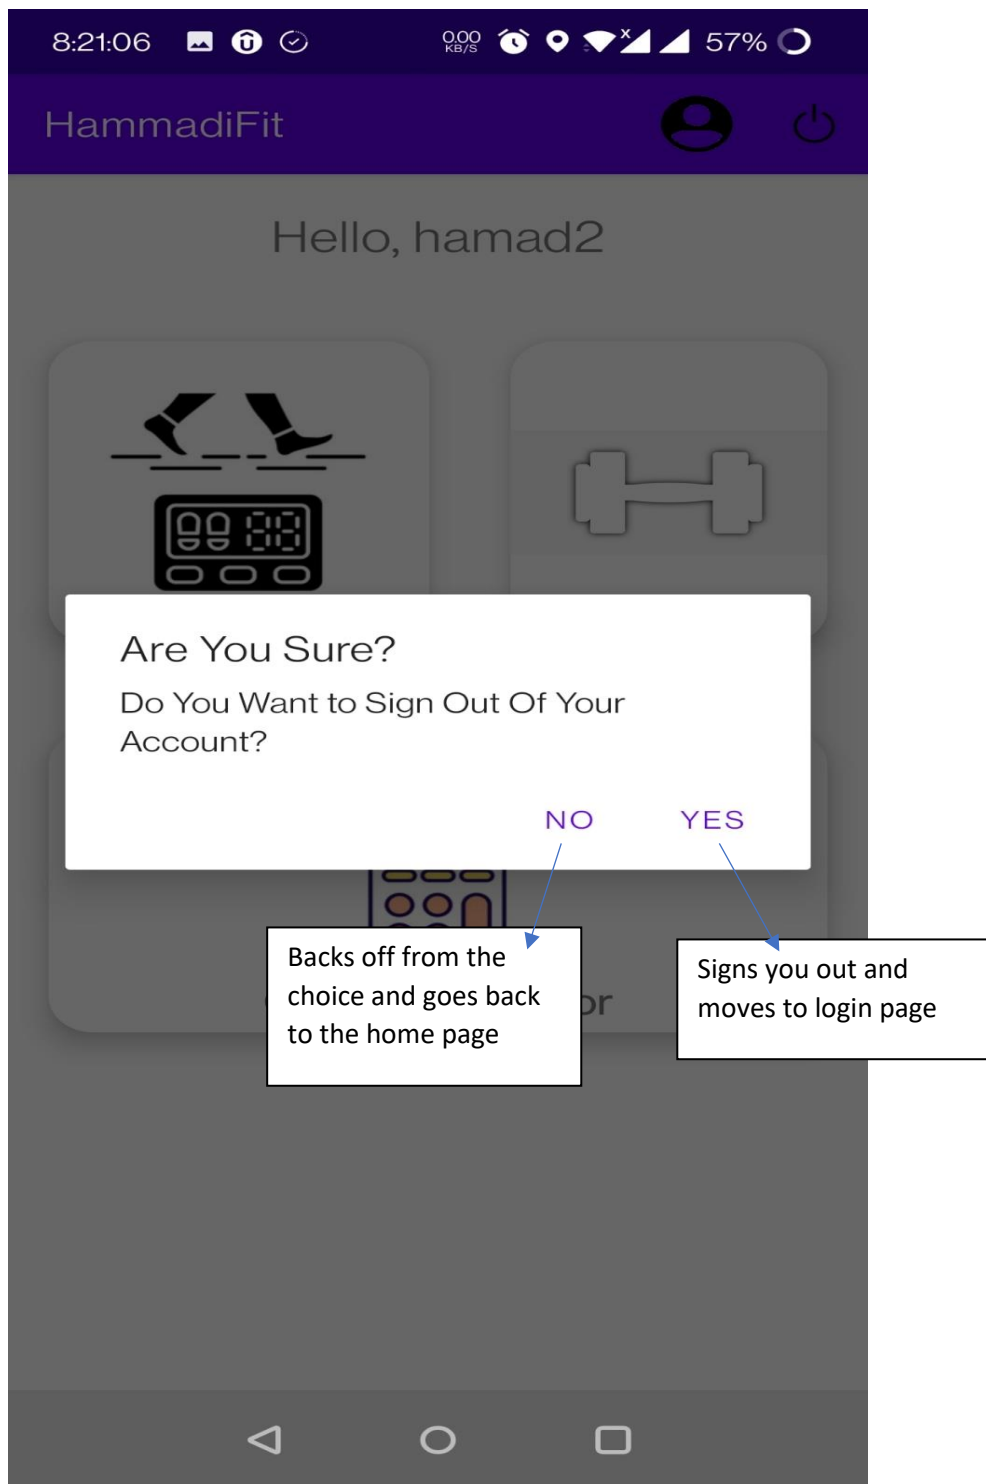 8:21:06 0.00 KB/S 57%
HammadiFit
Hello, hamad2
Are You Sure?
Do You Want to Sign Out Of Your
Account?
NO YES
Backs off from the
choice and goes back
to the home page
Signs you out and
moves to login page